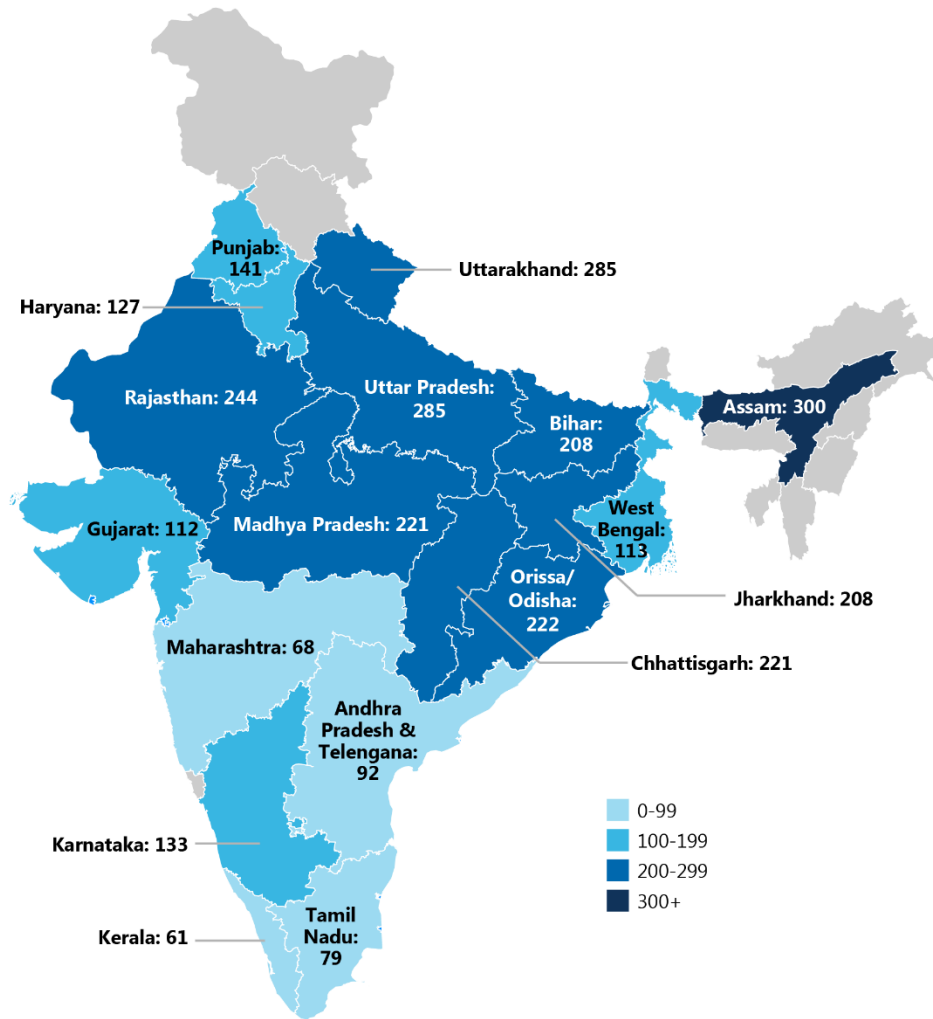 Punjab:
141
Uttarakhand: 285
Haryana: 127
Rajasthan: 244
Uttar Pradesh:
285
Bihar:
208
Assam: 300
Gujarat: 112
Madhya Pradesh: 221
West
Bengal:
113
Orissa/
Odisha:
222
Jharkhand: 208
Maharashtra: 68
Chhattisgarh: 221
Andhra
Pradesh &
Telengana:
92
Karnataka: 133
Kerala: 61
Tamil
Nadu:
79
0-99
100-199
200-299
300+